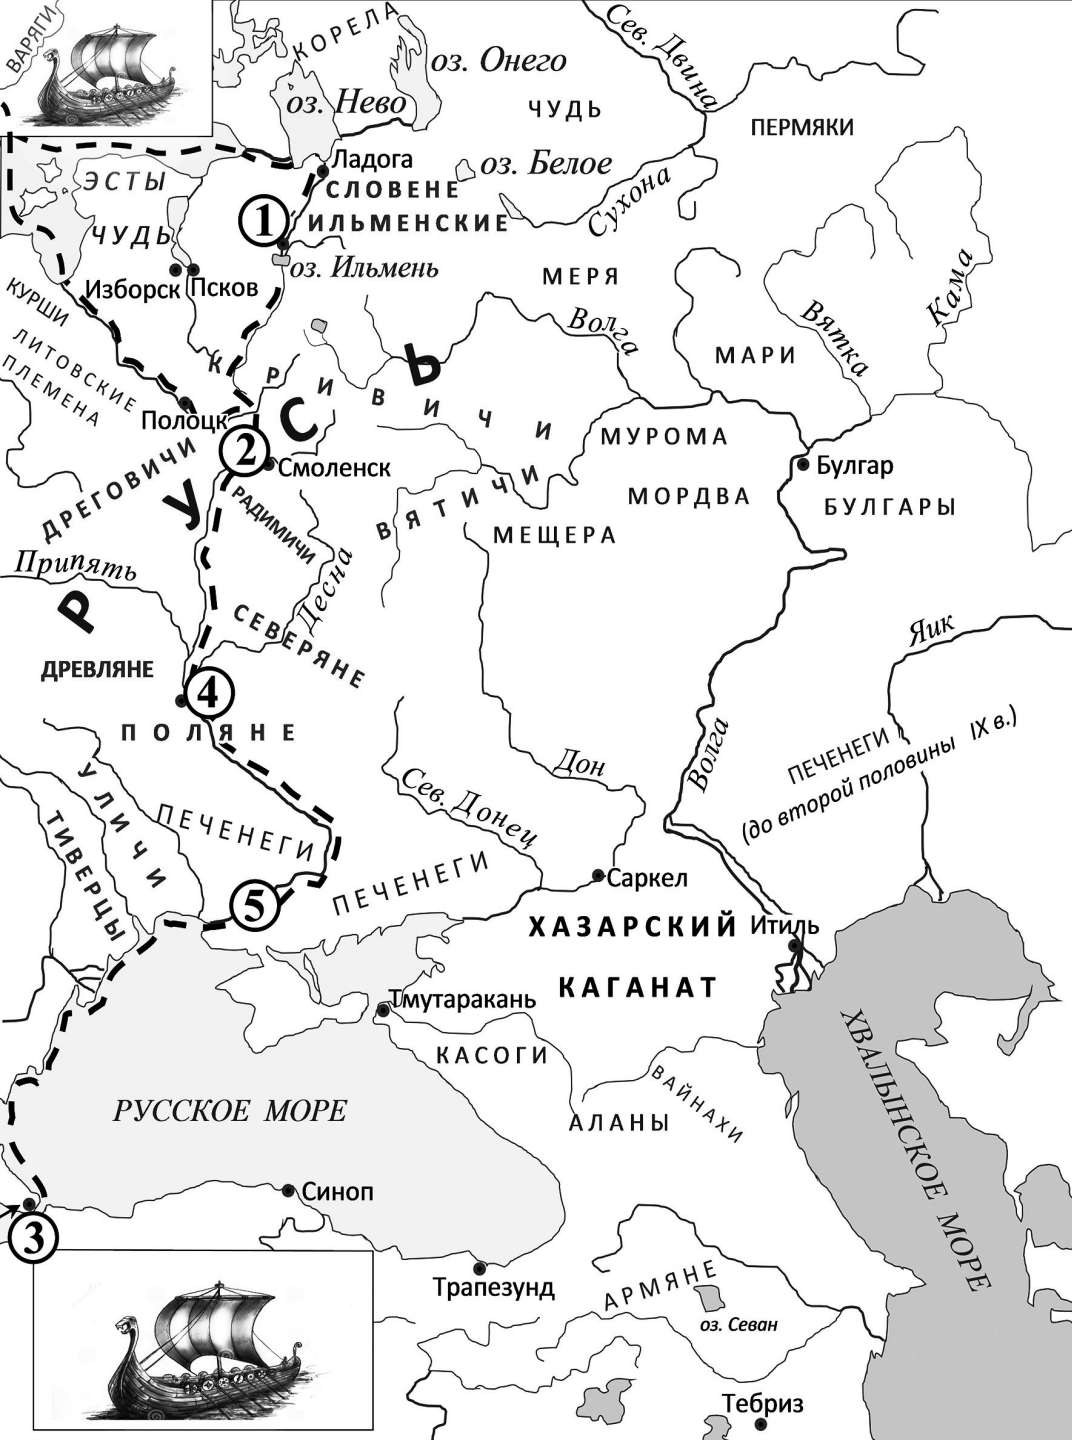 ВАРЯГИ
КОРЕЛА
оз. Онего
Сев. Двина
оз. Нево
ЧУДЬ
ПЕРМЯКИ
Ладога
оз. Белое
ЭСТЫ
СЛОВЕНЕ
ИЛЬМЕНСКИЕ
Сухона
1
ЧУДЬ
оз. Ильмень
МЕРЯ
Изборск
Псков
КУРШИ
Кама
Волга
Вятка
ЛИТОВСКИЕ
ПЛЕМЕНА
МАРИ
КРИВИЧИ
РУСЬ
Полоцк
2
Смоленск
МУРОМА
Булгар
ДРЕГОВИЧИ
РАДИМИЧИ
ВЯТИЧИ
МОРДВА
БУЛГАРЫ
МЕЩЕРА
Припять
Десна
СЕВЕРЯНЕ
Яик
ДРЕВЛЯНЕ
4
ПОЛЯНЕ
Волга
ПЕЧЕНЕГИ
(до второй половины IX в.)
Дон
УЛИЧИ
Сев. Донец
ТИВЕРЦЫ
ПЕЧЕНЕГИ
ПЕЧЕНЕГИ
Саркел
5
ХАЗАРСКИЙ
КАГАНАТ
Итиль
Тмутаракань
КАСОГИ
ХВАЛЫНСКОЕ МОРЕ
ВАЙНАХИ
РУССКОЕ МОРЕ
АЛАНЫ
Синоп
3
Трапезунд
АРМЯНЕ
оз. Севан
Тебриз